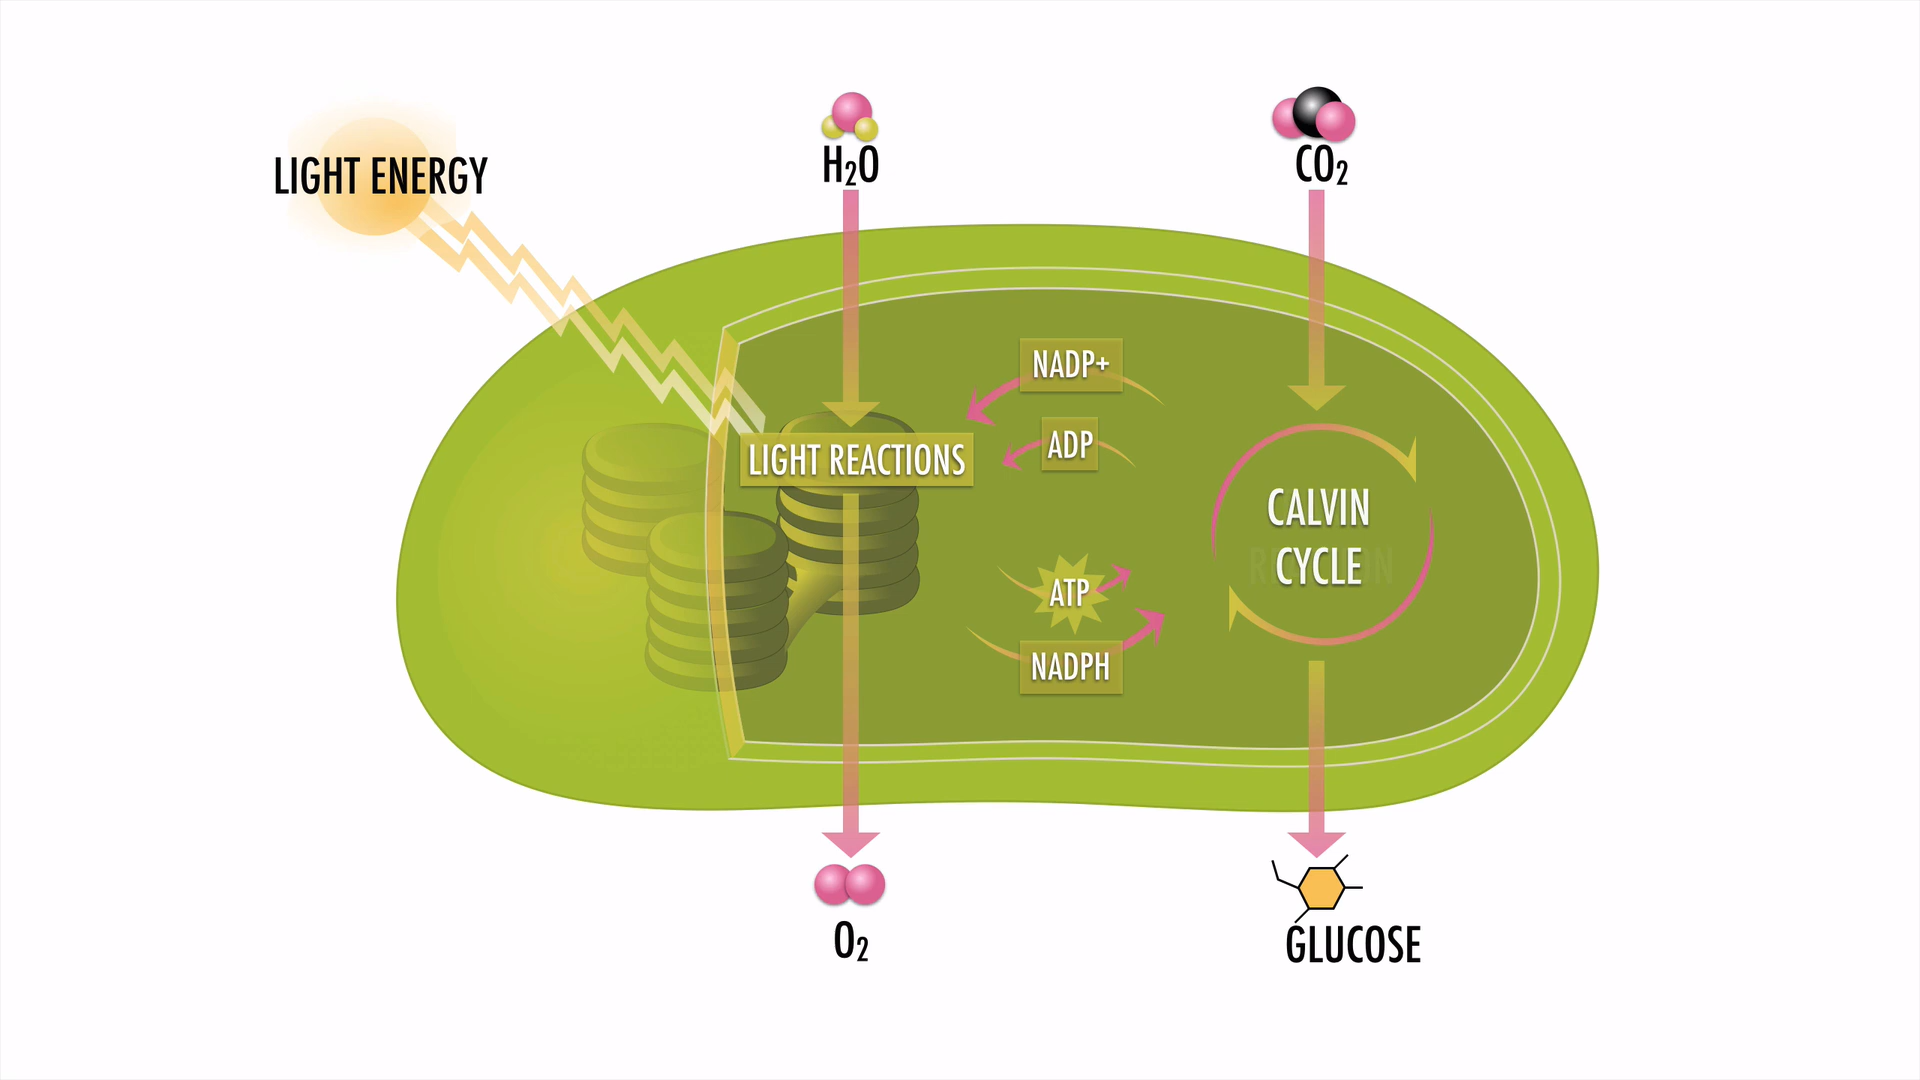 LIGHT ENERGY
H₂O
CO₂
NADP+
ADP
LIGHT REACTIONS
CALVIN
CYCLE
ATP
NADPH
O₂
GLUCOSE